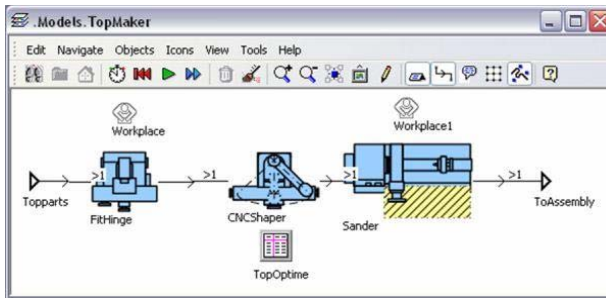 .Models.TopMaker
Edit Navigate Objects Icons View Tools Help
Workplace
Workplace1
>1
>1
>1
>1
Topparts
FitHinge
CNCShaper
Sander
ToAssembly
TopOptime